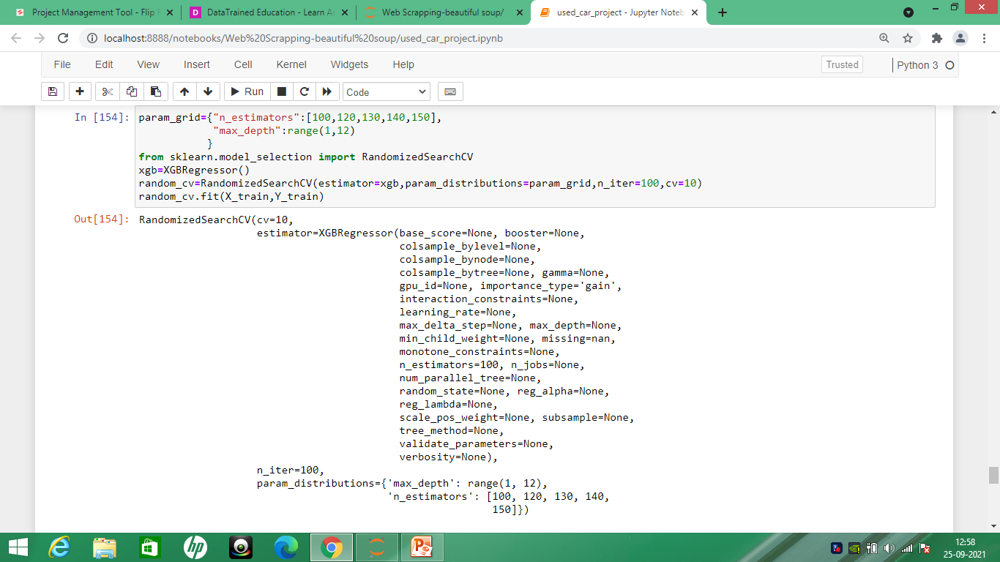 Project Management Tool - Flip F
DataTrained Education - Learn A
Web Scrapping-beautiful soup/
used_car_project - Jupyter Noteb
localhost:8888/notebooks/Web%20Scrapping-beautiful%20soup/used_car_project.ipynb
File Edit View Insert Cell Kernel Widgets Help Trusted Python 3
Run Code
In [154]: param_grid={"n_estimators":[100,120,130,140,150],
"max_depth":range(1,12)
}
from sklearn.model_selection import RandomizedSearchCV
xgb=XGBRegressor()
random_cv=RandomizedSearchCV(estimator=xgb,param_distributions=param_grid,n_iter=100,cv=10)
random_cv.fit(X_train,Y_train)
Out[154]: RandomizedSearchCV(cv=10,
estimator=XGBRegressor(base_score=None, booster=None,
colsample_bylevel=None,
colsample_bynode=None,
colsample_bytree=None, gamma=None,
gpu_id=None, importance_type='gain',
interaction_constraints=None,
learning_rate=None,
max_delta_step=None, max_depth=None,
min_child_weight=None, missing=nan,
monotone_constraints=None,
n_estimators=100, n_jobs=None,
num_parallel_tree=None,
random_state=None, reg_alpha=None,
reg_lambda=None,
scale_pos_weight=None, subsample=None,
tree_method=None,
validate_parameters=None,
verbosity=None),
n_iter=100,
param_distributions={'max_depth': range(1, 12),
'n_estimators': [100, 120, 130, 140,
150]})
12:58
25-09-2021